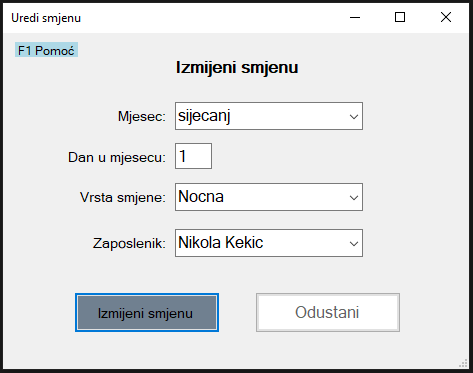 Uredi smjenu
F1 Pomoć
Izmijeni smjenu
Mjesec: sijecanj
Dan u mjesecu: 1
Vrsta smjene: Nocna
Zaposlenik: Nikola Kekic
Izmijeni smjenu Odustani